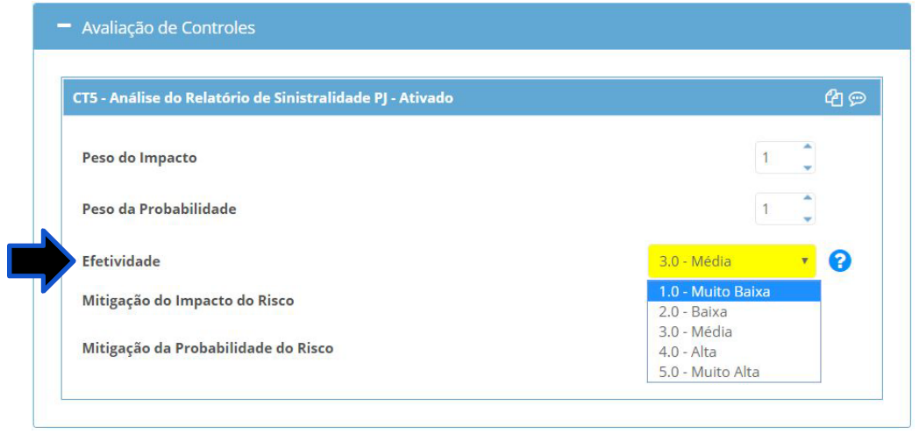 Avaliação de Controles
CT5 - Análise do Relatório de Sinistralidade PJ - Ativado
Peso do Impacto 1
Peso da Probabilidade 1
Efetividade 3.0 - Média ?
Mitigação do Impacto do Risco
Mitigação da Probabilidade do Risco
1.0 - Muito Baixa
2.0 - Baixa
3.0 - Média
4.0 - Alta
5.0 - Muito Alta